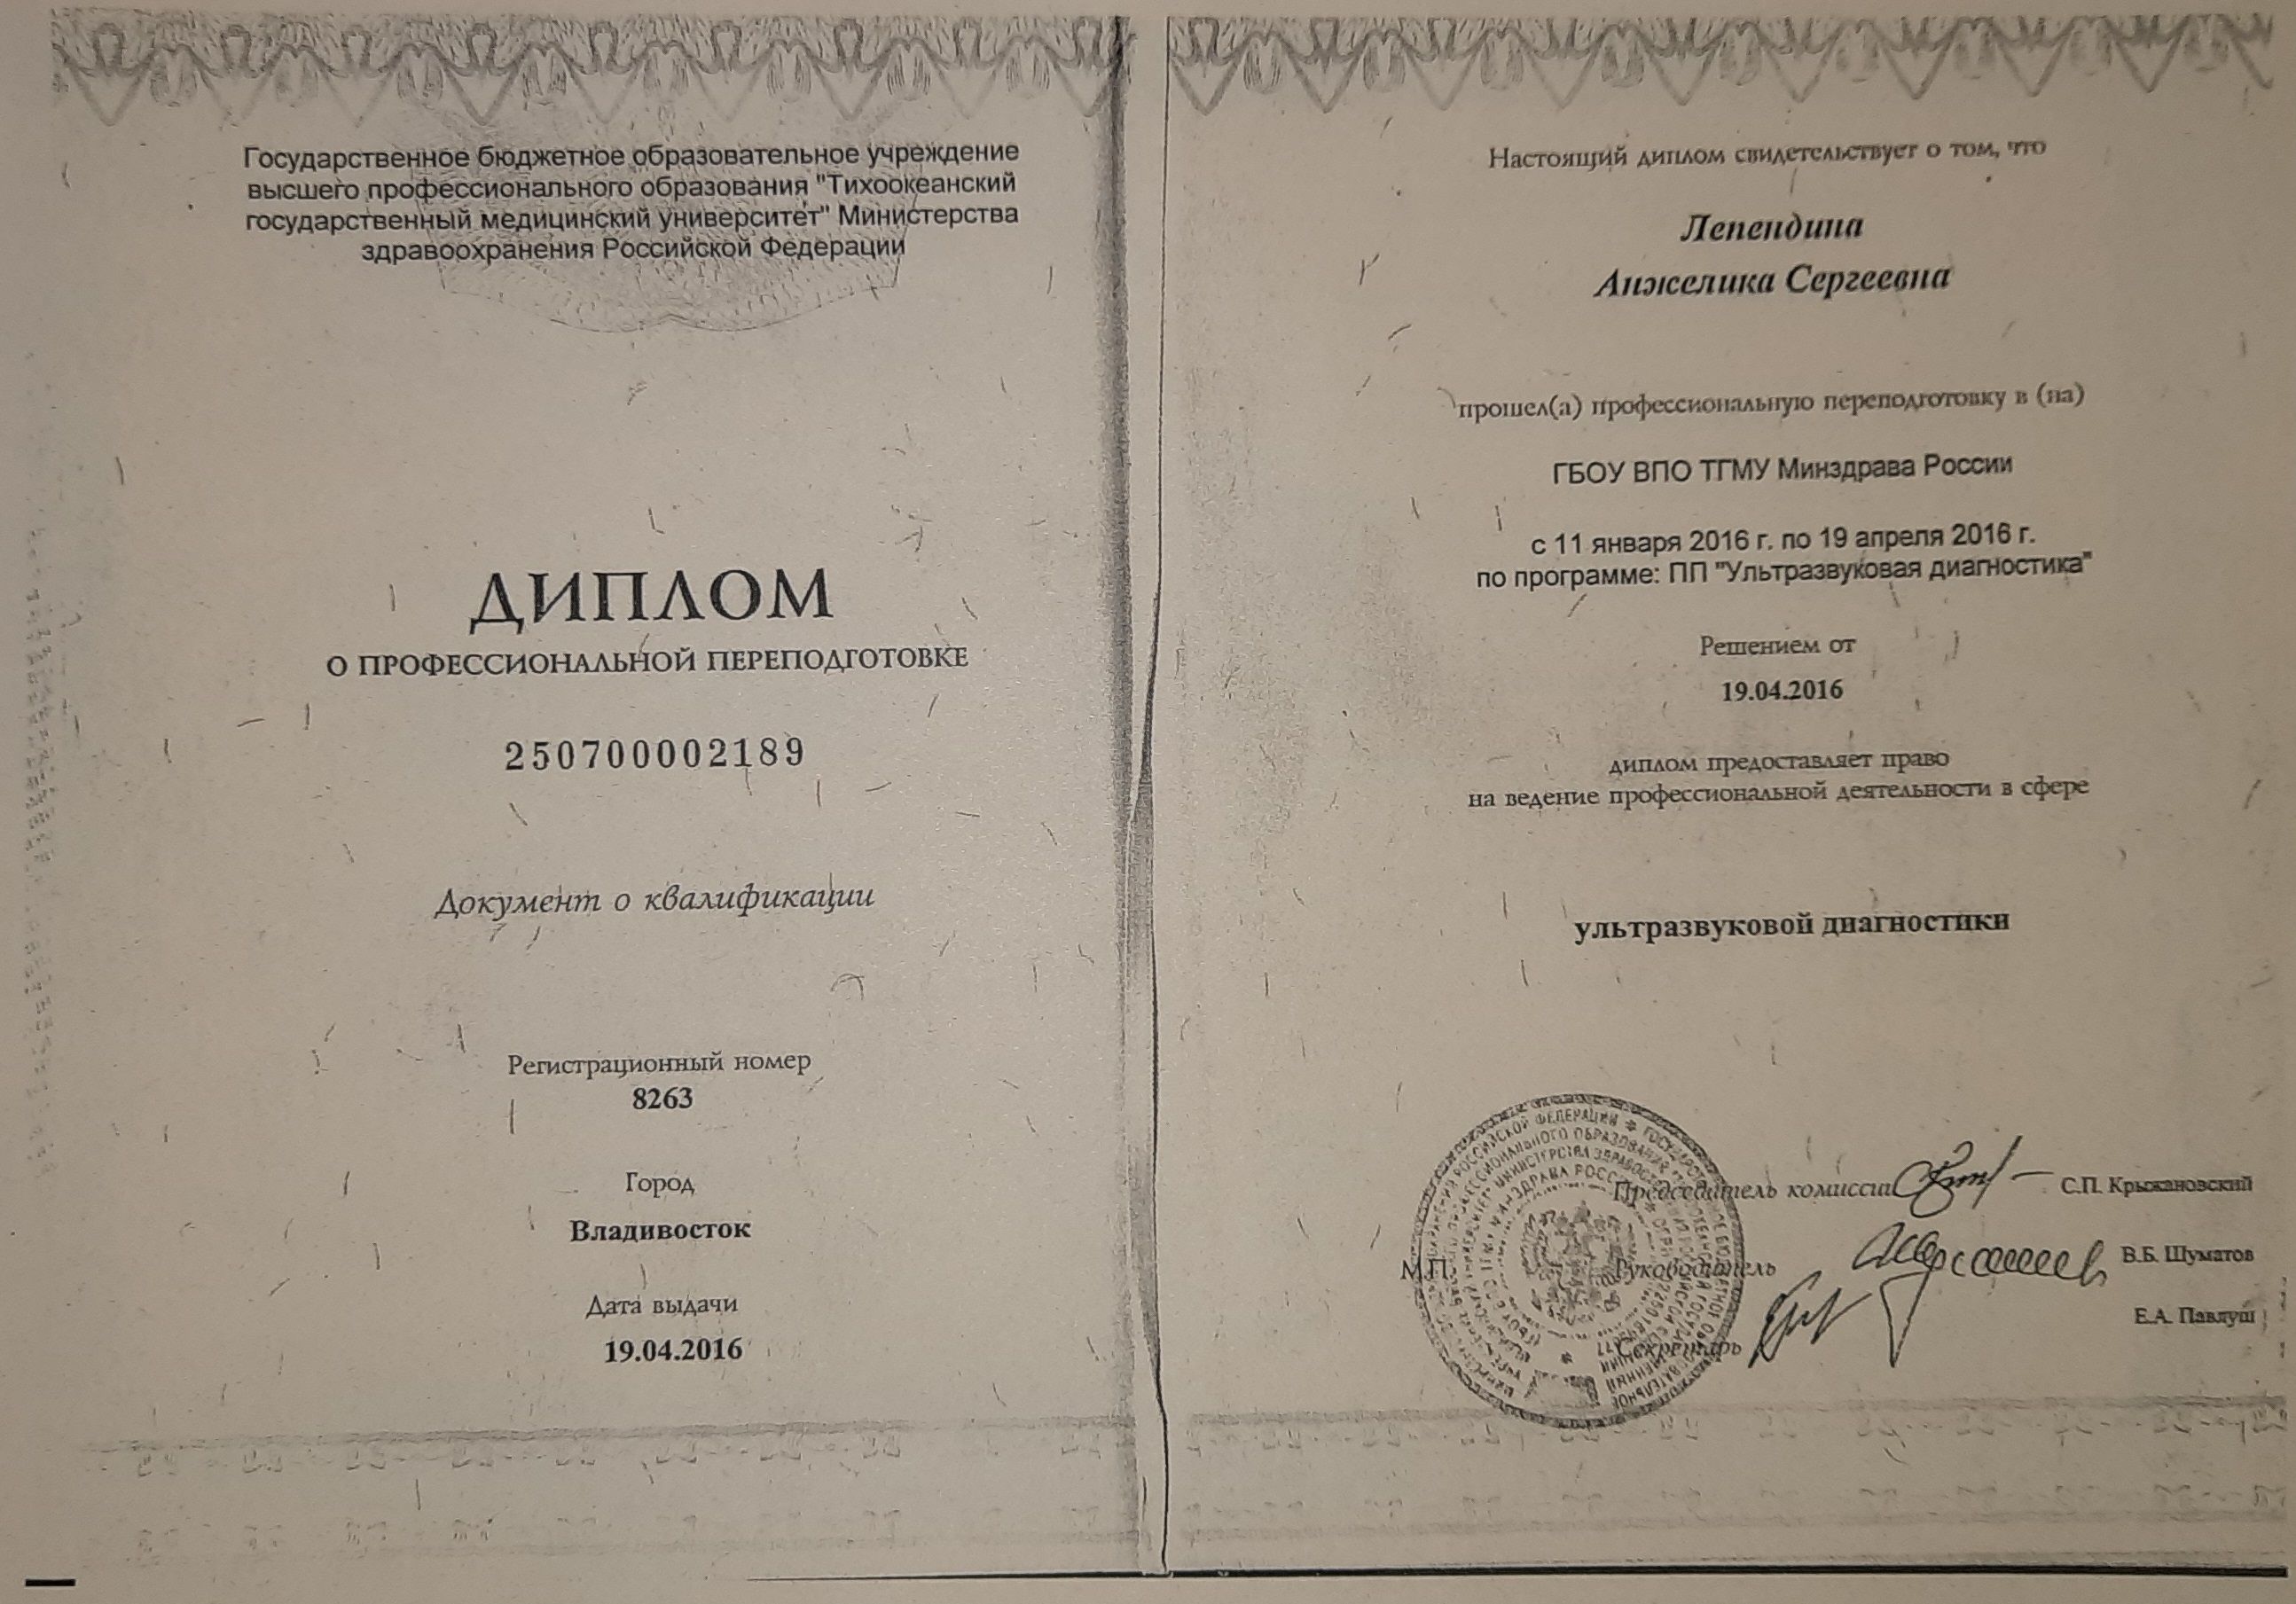 Государственное бюджетное образовательное учреждение
высшего профессионального образования "Тихоокеанский
государственный медицинский университет" Министерства
здравоохранения Российской Федерации
ДИПЛОМ
О ПРОФЕССИОНАЛЬНОЙ ПЕРЕПОДГОТОВКЕ
250700002189
Документ о квалификации
Регистрационный номер
8263
Город
Владивосток
Дата выдачи
19.04.2016
Настоящий диплом свидетельствует о том, что
Лепендина
Анжелика Сергеевна
прошел(а) профессиональную переподготовку в (на)
ГБОУ ВПО ТГМУ Минздрава России
с 11 января 2016 г. по 19 апреля 2016 г.
по программе: ПП "Ультразвуковая диагностика"
Решением от
19.04.2016
диплом предоставляет право
на ведение профессиональной деятельности в сфере
ультразвуковой диагностики
Председатель комиссии С.П. Крыжановский
М.П. Руководитель В.Б. Шуматов
Секретарь Е.А. Павлуш